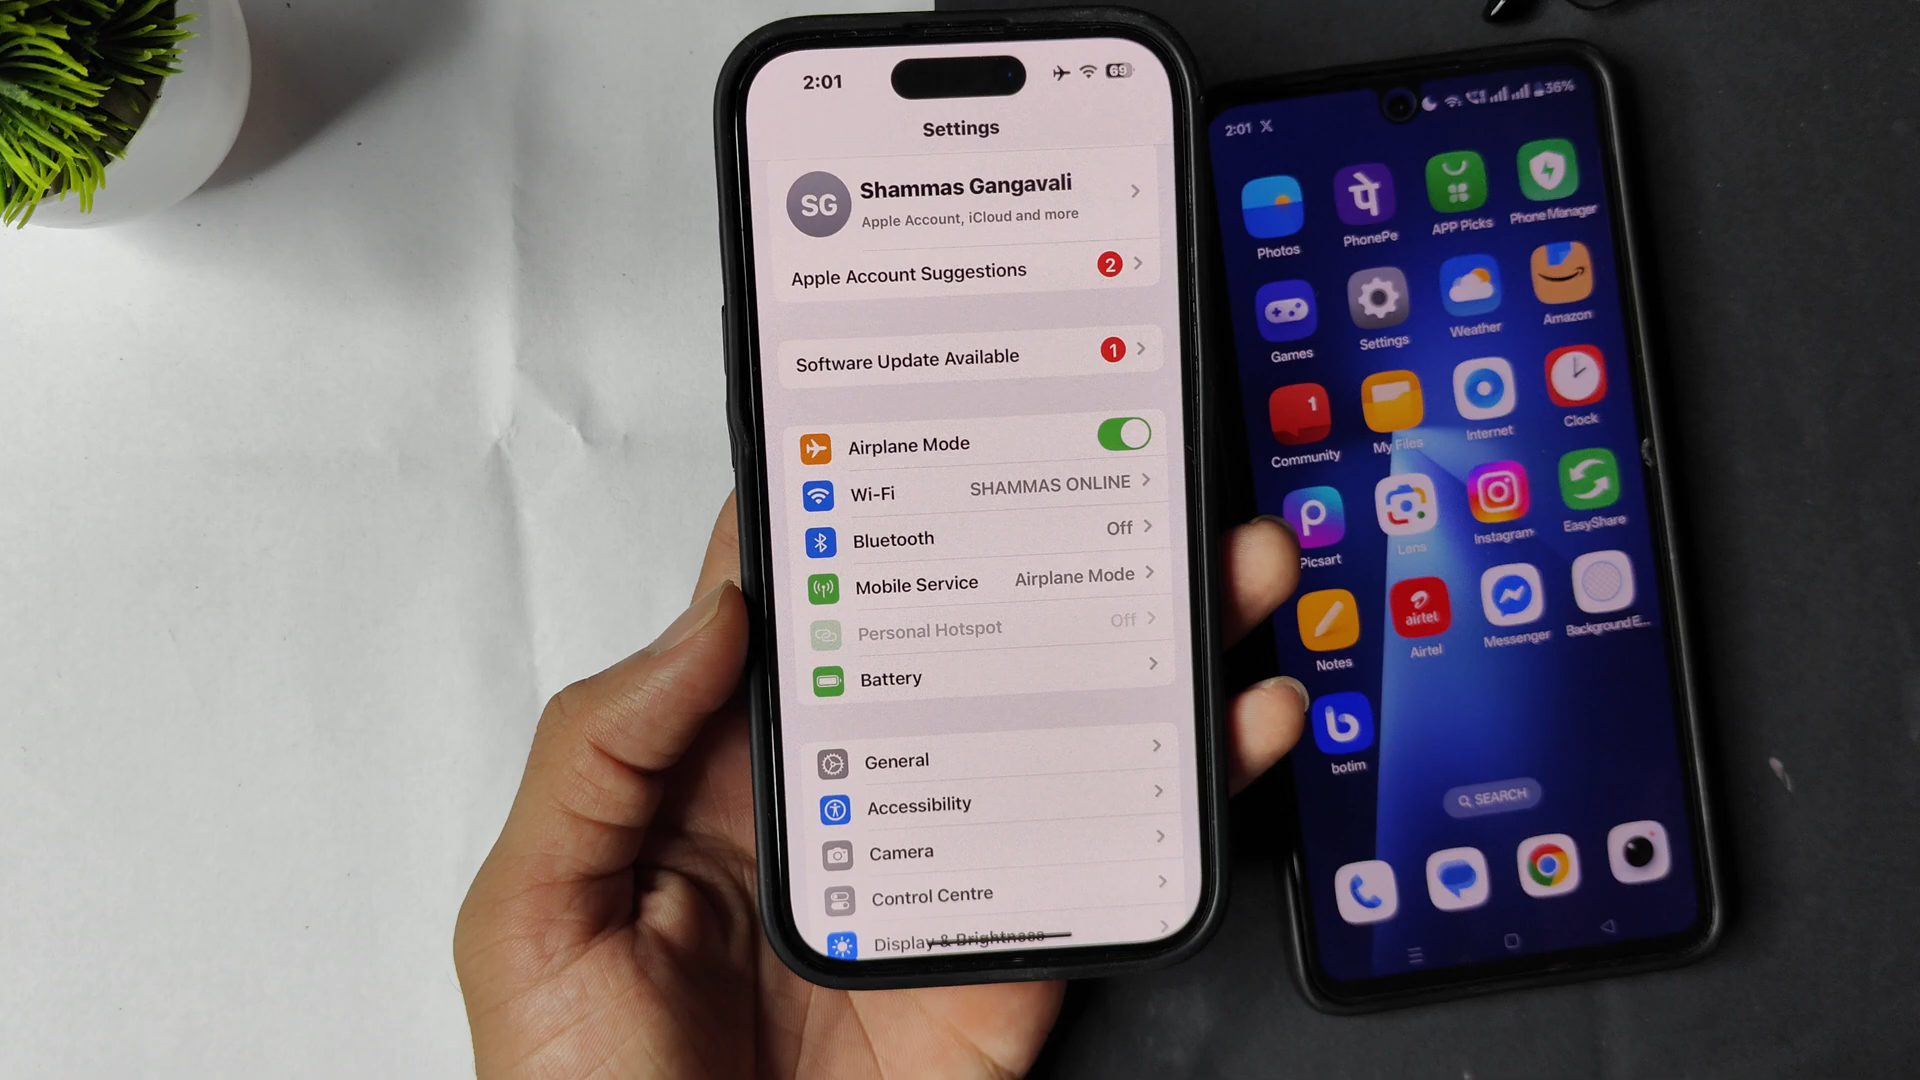 2:01
69
Settings
SG
Shammas Gangavali
Apple Account, iCloud and more
Apple Account Suggestions 2
Software Update Available 1
Airplane Mode
Wi-Fi SHAMMAS ONLINE
Bluetooth Off
Mobile Service Airplane Mode
Personal Hotspot Off
Battery
General
Accessibility
Camera
Control Centre
Display & Brightness
2:01 X 36%
पे
Photos PhonePe APP Picks Phone Manager
Games Settings Weather Amazon
1
Community My Files Internet Clock
P
Picsart Lens Instagram EasyShare
airtel
Notes Airtel Messenger Background E...
b
botim
SEARCH